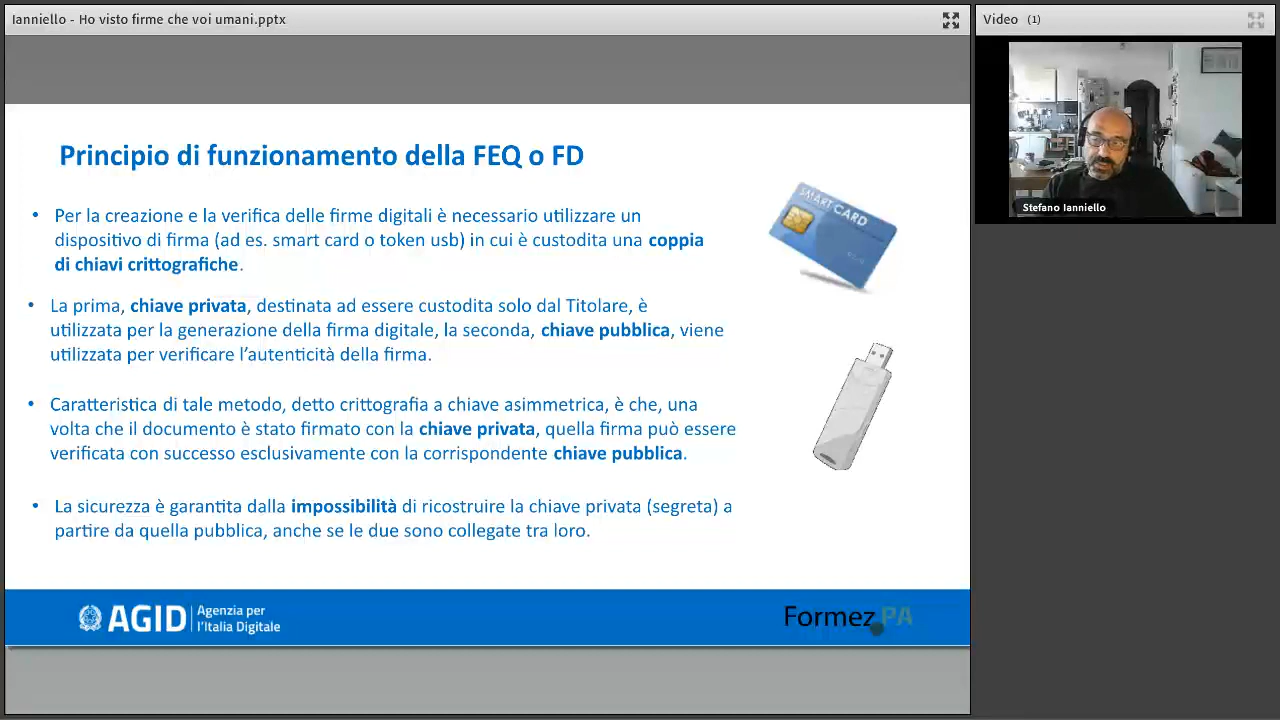 Ianniello - Ho visto firme che voi umani.pptx
Video (1)
Stefano Ianniello
Principio di funzionamento della FEQ o FD
SMART CARD
• Per la creazione e la verifica delle firme digitali è necessario utilizzare un
dispositivo di firma (ad es. smart card o token usb) in cui è custodita una coppia
di chiavi crittografiche.
• La prima, chiave privata, destinata ad essere custodita solo dal Titolare, è
utilizzata per la generazione della firma digitale, la seconda, chiave pubblica, viene
utilizzata per verificare l'autenticità della firma.
• Caratteristica di tale metodo, detto crittografia a chiave asimmetrica, è che, una
volta che il documento è stato firmato con la chiave privata, quella firma può essere
verificata con successo esclusivamente con la corrispondente chiave pubblica.
• La sicurezza è garantita dalla impossibilità di ricostruire la chiave privata (segreta) a
partire da quella pubblica, anche se le due sono collegate tra loro.
AGID
Agenzia per
l'Italia Digitale
Formez PA